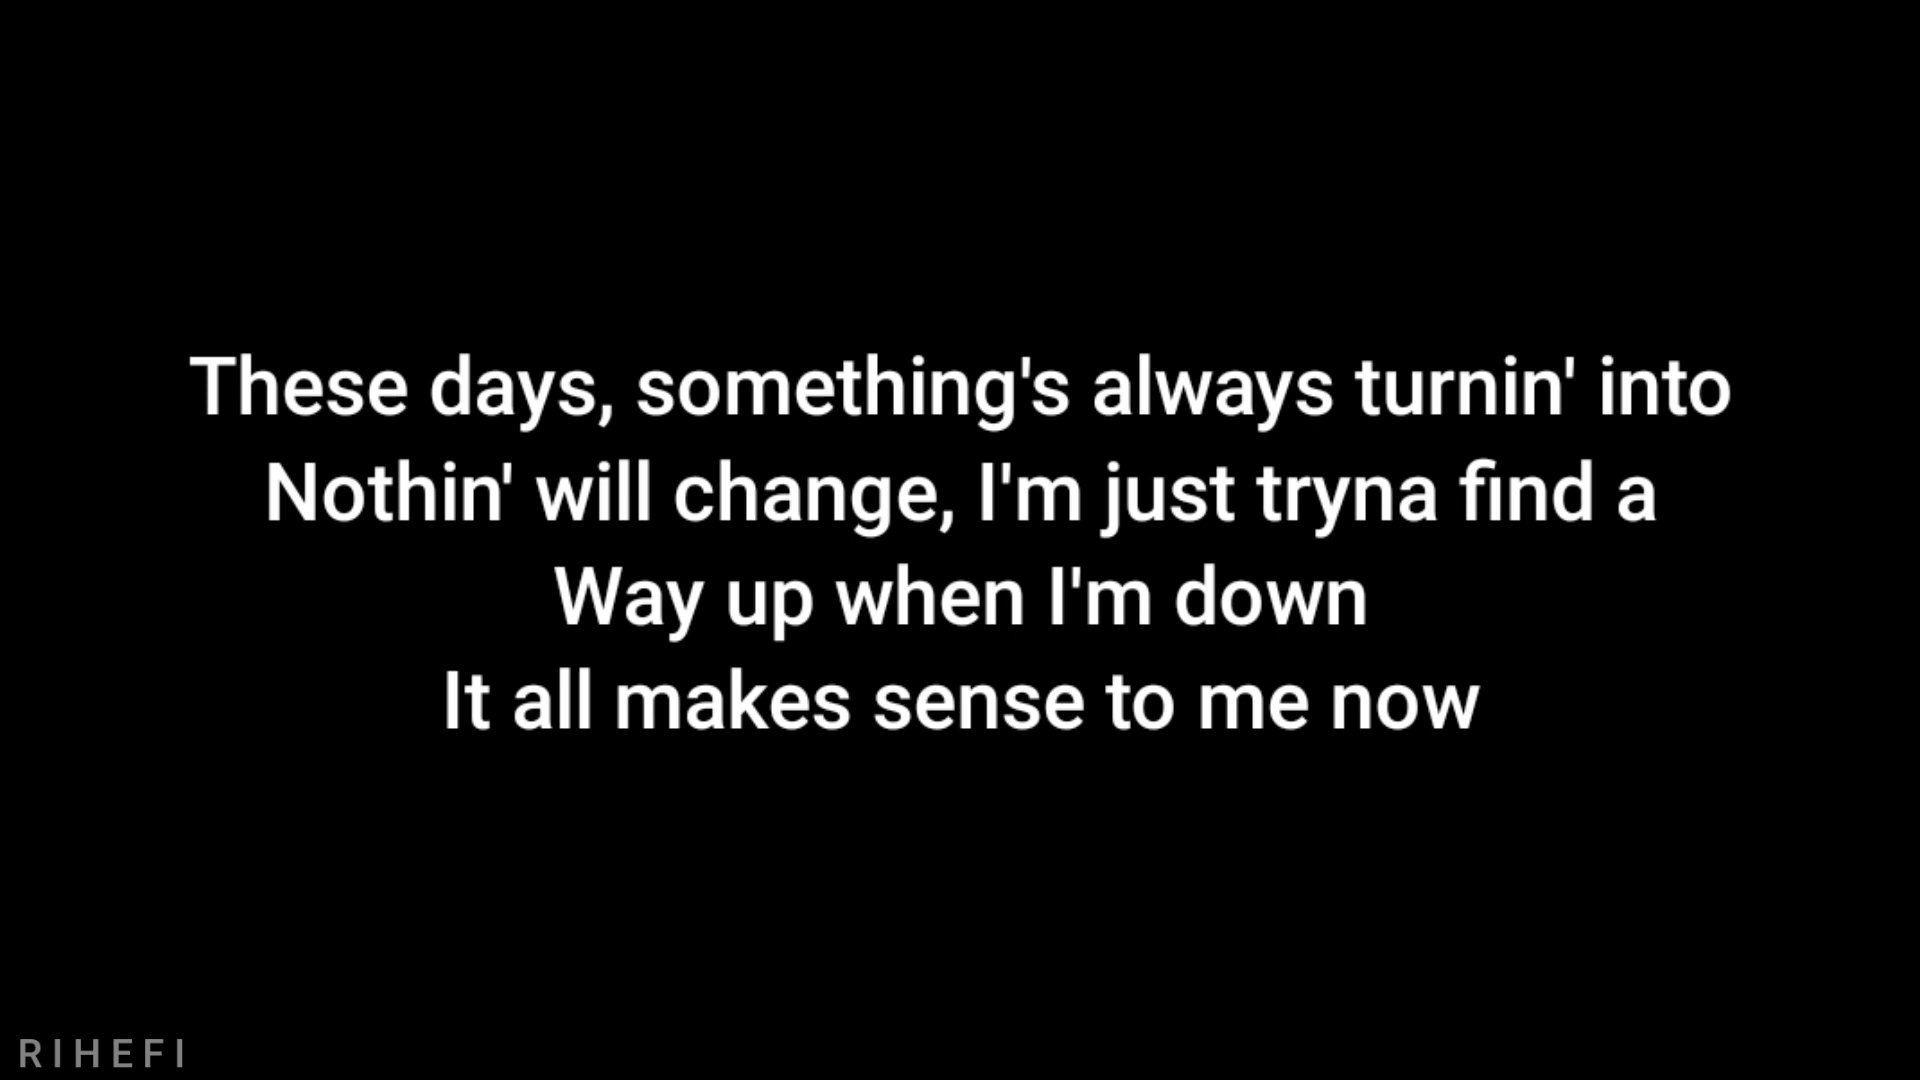 These days, something's always turnin' into
Nothin' will change, I'm just tryna find a
Way up when I'm down
It all makes sense to me now
RIHEFI